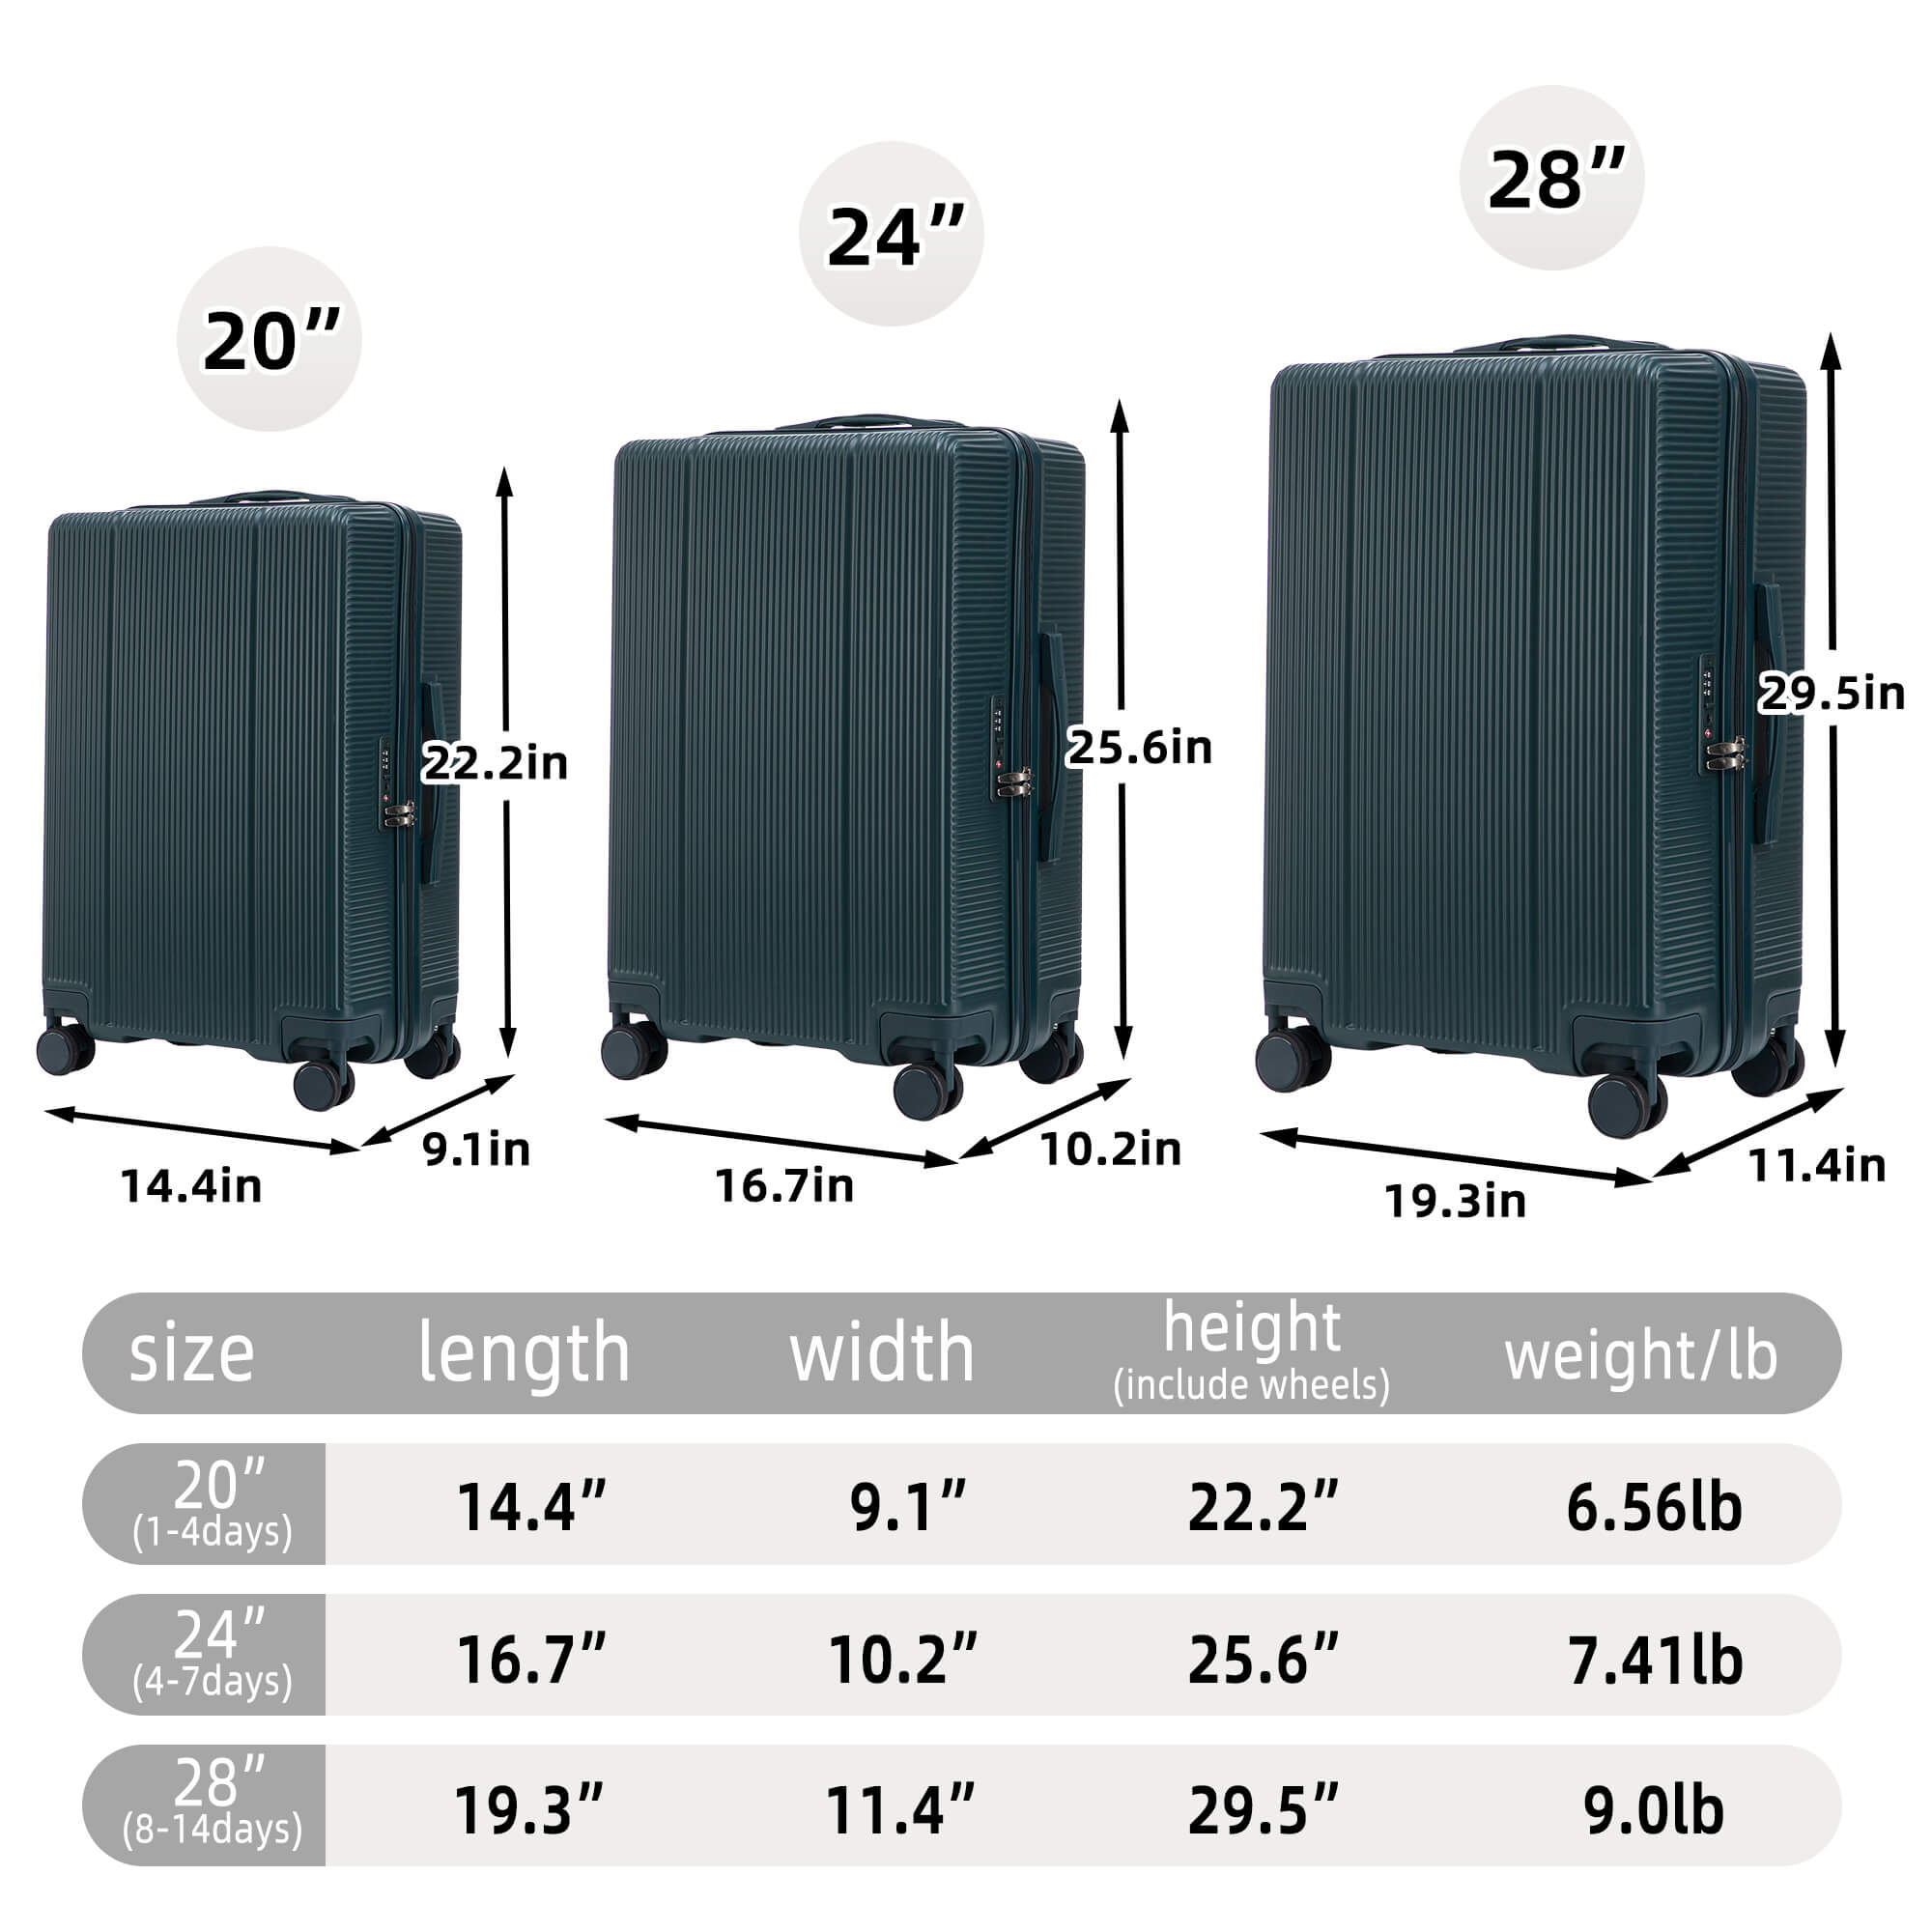 20”
24”
28”
22.2in
25.6in
29.5in
14.4in
9.1in
16.7in
10.2in
19.3in
11.4in
size length width height (include wheels) weight/lb
20” (1-4days) 14.4” 9.1” 22.2” 6.56lb
24” (4-7days) 16.7” 10.2” 25.6” 7.41lb
28” (8-14days) 19.3” 11.4” 29.5” 9.0lb